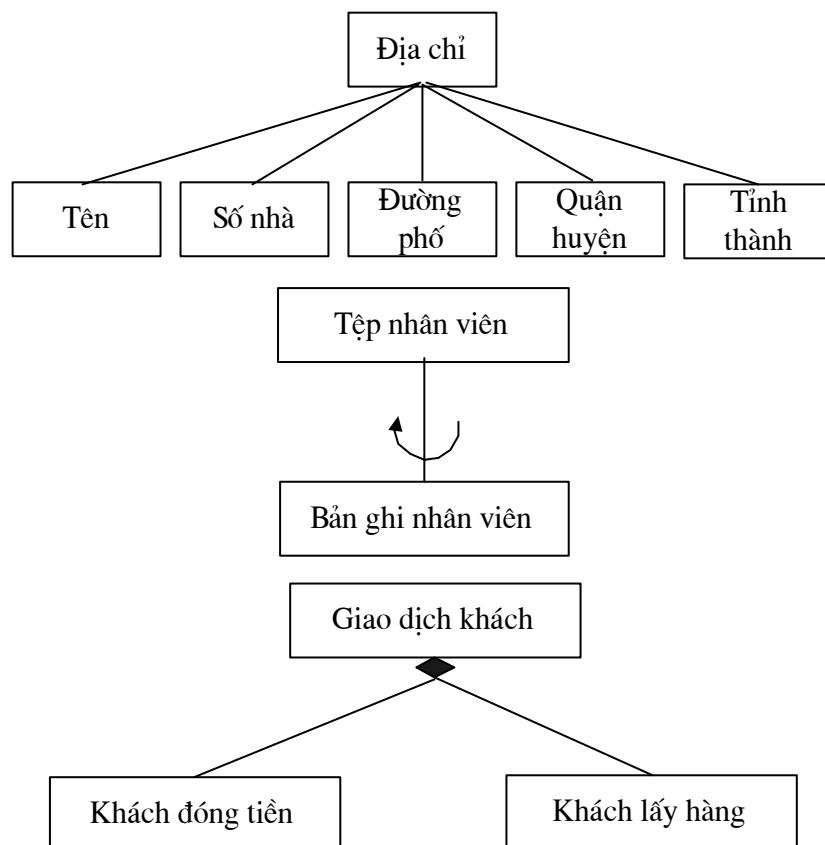 Địa chỉ
Tên
Số nhà
Đường
phố
Quận
huyện
Tỉnh
thành
Tệp nhân viên
Bản ghi nhân viên
Giao dịch khách
Khách đóng tiền
Khách lấy hàng